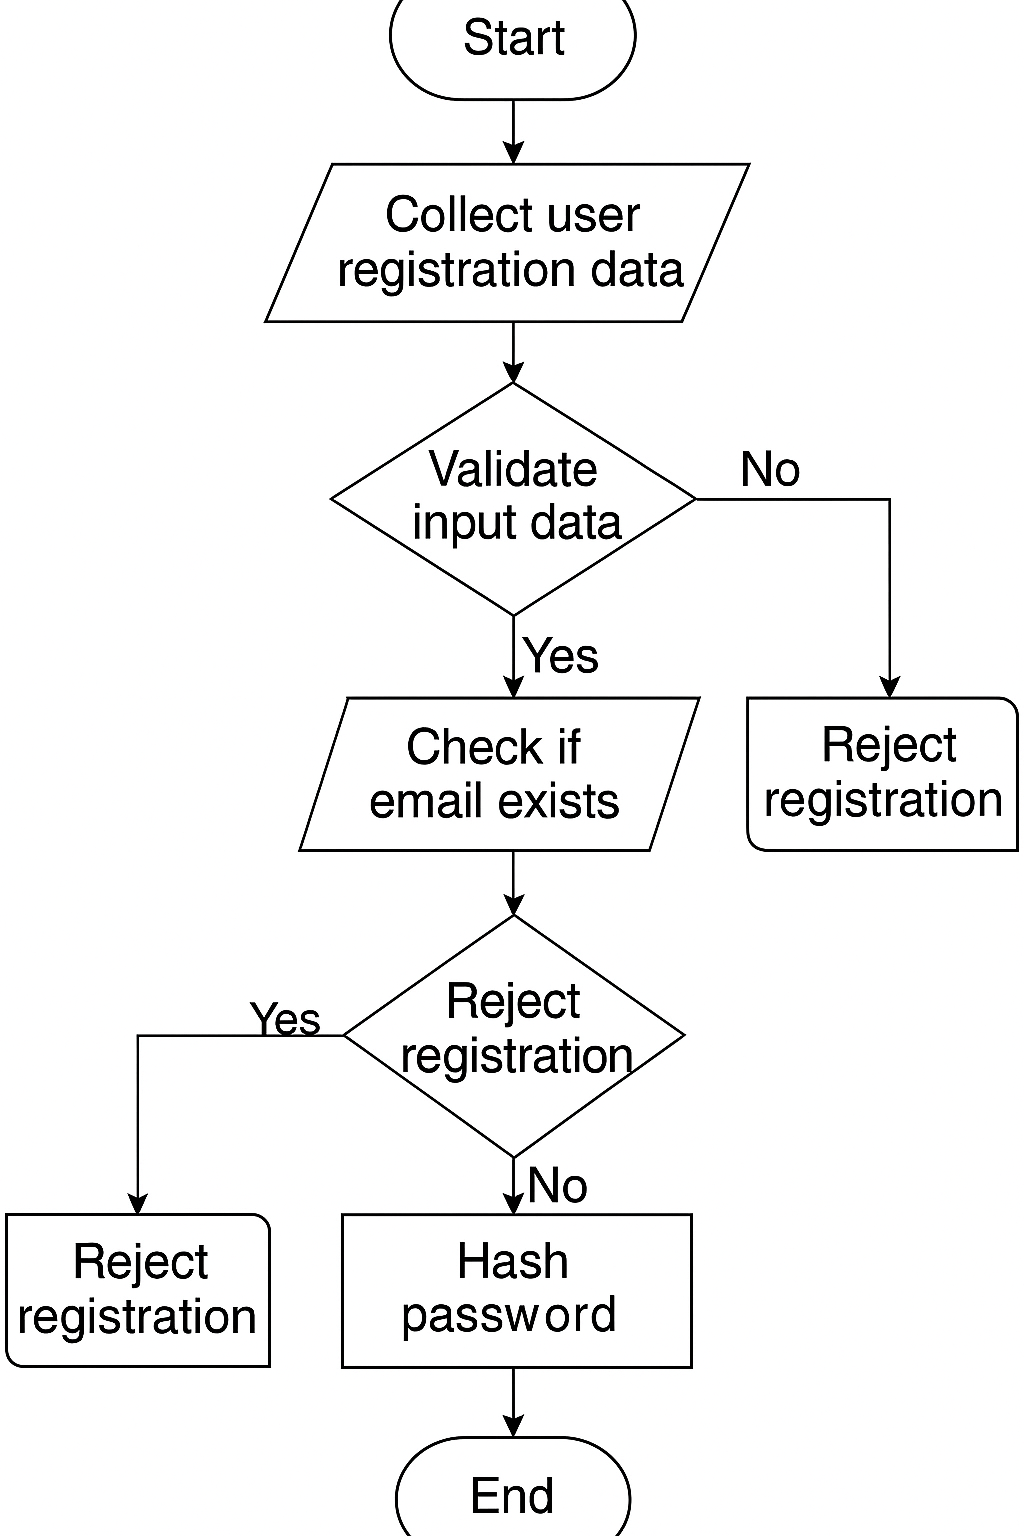 Start
Collect user
registration data
Validate
input data
No
Yes
Check if
email exists
Reject
registration
Reject
registration
Yes
No
Reject
registration
Hash
password
End